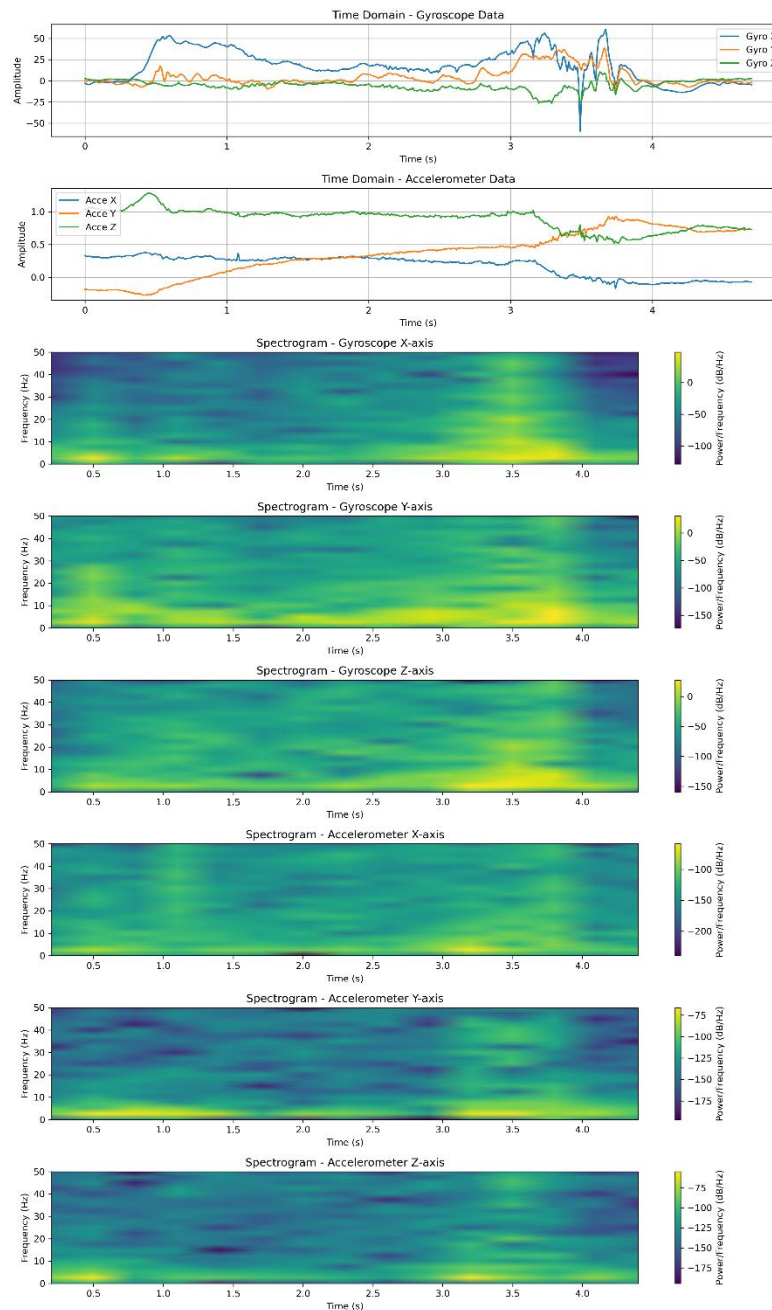 Time Domain - Gyroscope Data
50
25
0
−25
−50
Amplitude
Gyro
Gyro
Gyro
0 1 2 3 4
Time (s)
Time Domain - Accelerometer Data
1.0
0.5
0.0
Amplitude
Acce X
Acce Y
Acce Z
0 1 2 3 4
Time (s)
Spectrogram - Gyroscope X-axis
50
40
30
20
10
0
Frequency (Hz)
0.5 1.0 1.5 2.0 2.5 3.0 3.5 4.0
Time (s)
0
−50
−100
Power/Frequency (dB/Hz)
Spectrogram - Gyroscope Y-axis
50
40
30
20
10
0
Frequency (Hz)
0.5 1.0 1.5 2.0 2.5 3.0 3.5 4.0
Time (s)
0
−50
−100
−150
Power/Frequency (dB/Hz)
Spectrogram - Gyroscope Z-axis
50
40
30
20
10
0
Frequency (Hz)
0.5 1.0 1.5 2.0 2.5 3.0 3.5 4.0
Time (s)
0
−50
−100
−150
Power/Frequency (dB/Hz)
Spectrogram - Accelerometer X-axis
50
40
30
20
10
0
Frequency (Hz)
0.5 1.0 1.5 2.0 2.5 3.0 3.5 4.0
Time (s)
−100
−150
−200
Power/Frequency (dB/Hz)
Spectrogram - Accelerometer Y-axis
50
40
30
20
10
0
Frequency (Hz)
0.5 1.0 1.5 2.0 2.5 3.0 3.5 4.0
Time (s)
−75
−100
−125
−150
−175
Power/Frequency (dB/Hz)
Spectrogram - Accelerometer Z-axis
50
40
30
20
10
0
Frequency (Hz)
0.5 1.0 1.5 2.0 2.5 3.0 3.5 4.0
Time (s)
−75
−100
−125
−150
−175
Power/Frequency (dB/Hz)